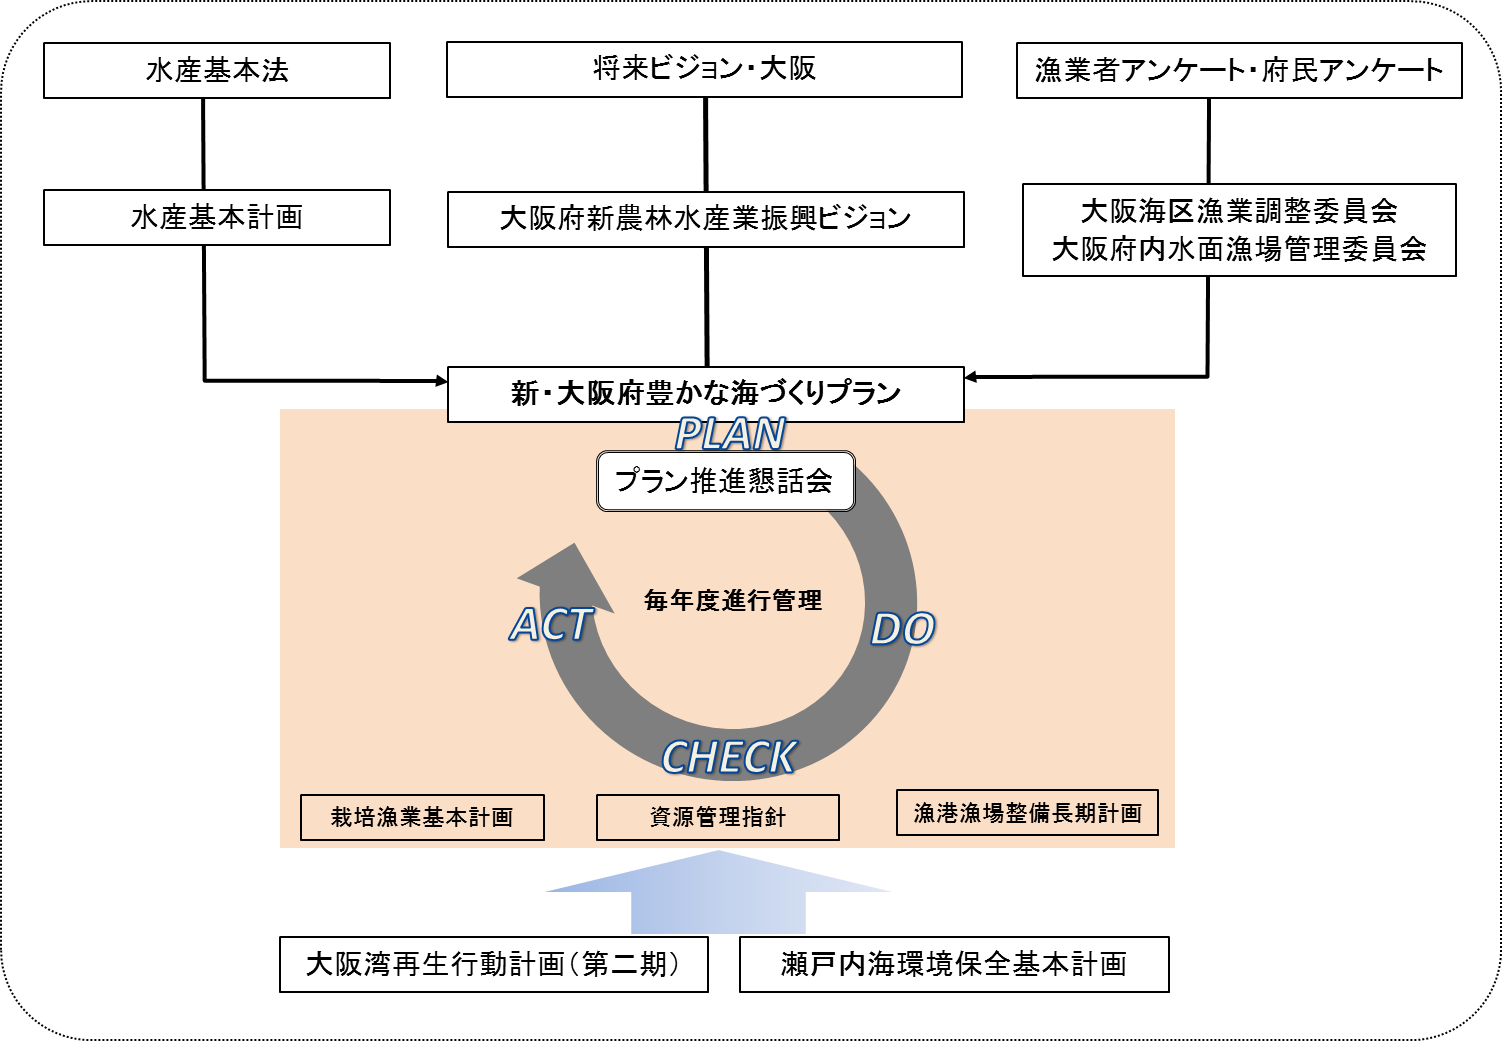 水産基本法
将来ビジョン・大阪
漁業者アンケート・府民アンケート
水産基本計画
大阪府新農林水産業振興ビジョン
大阪海区漁業調整委員会
大阪府内水面漁場管理委員会
新・大阪府豊かな海づくりプラン
PLAN
プラン推進懇話会
毎年度進行管理
ACT
DO
CHECK
栽培漁業基本計画
資源管理指針
漁港漁場整備長期計画
大阪湾再生行動計画（第二期）
瀬戸内海環境保全基本計画